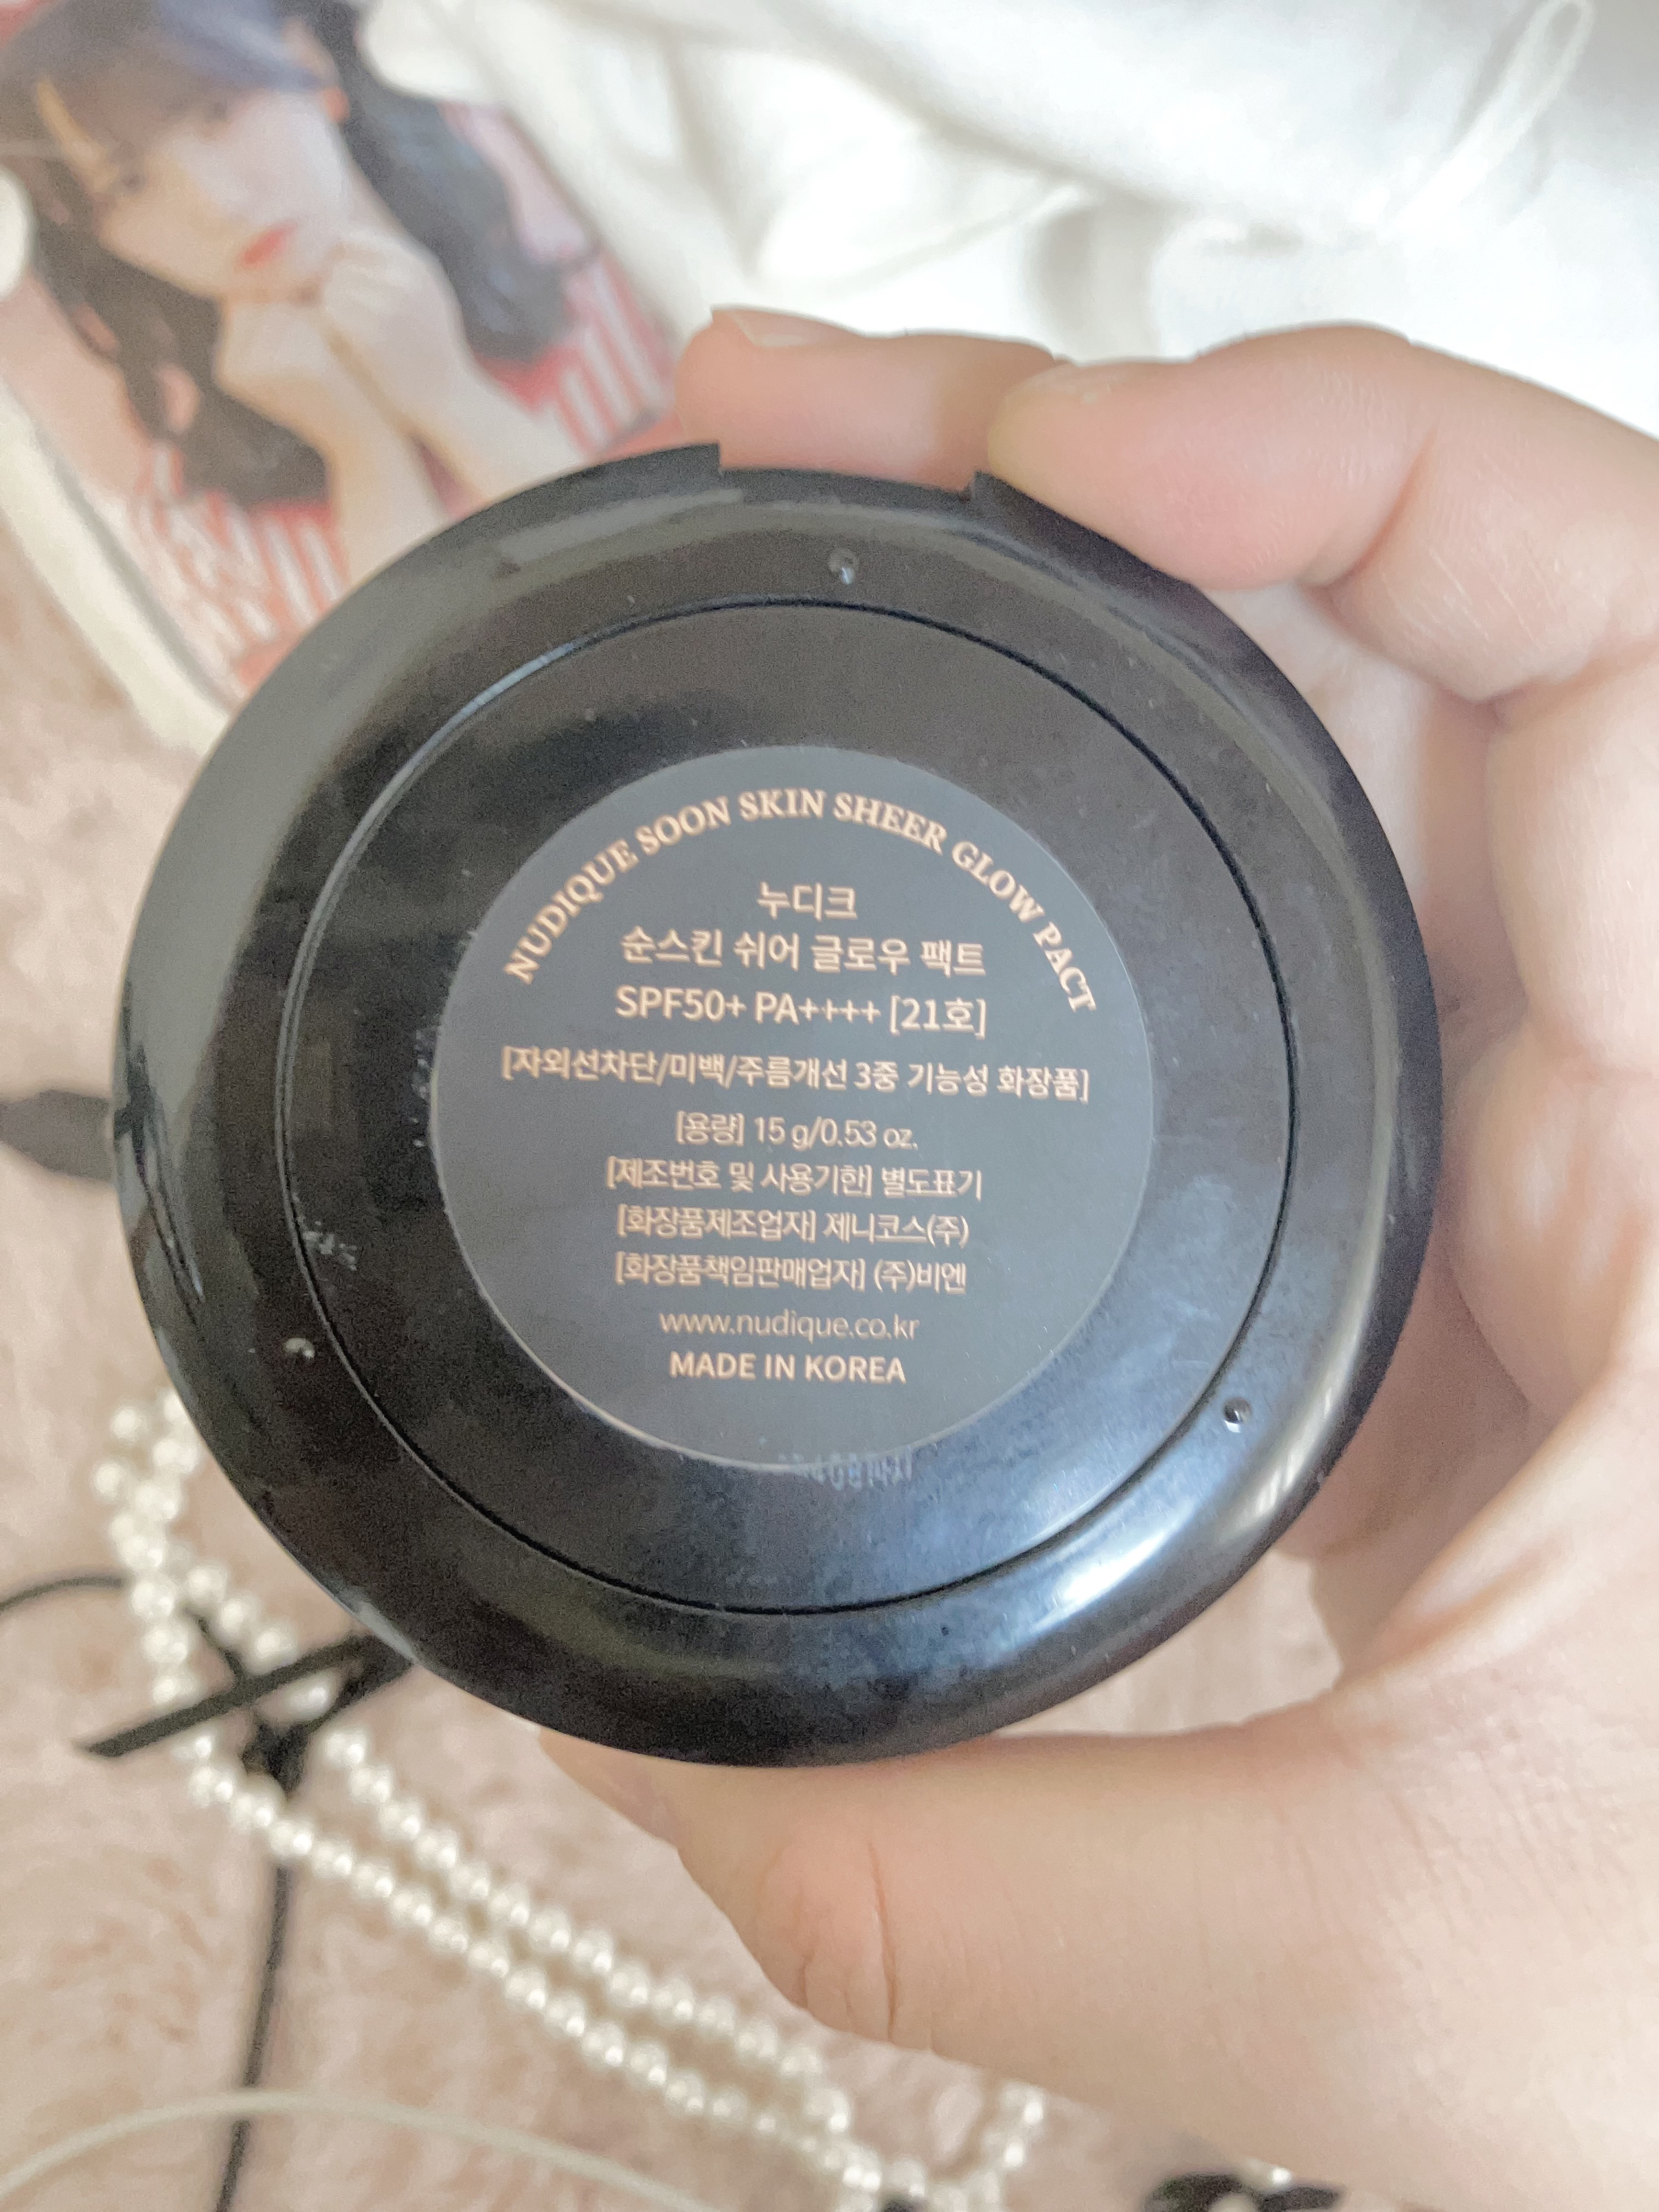 NUDIQUE SOON SKIN SHEER GLOW PACT
누디크
순스킨 쉬어 글로우 팩트
SPF50+ PA++++ [21호]
[자외선차단/미백/주름개선 3중 기능성 화장품]
[용량] 15 g/0.53 oz.
[제조번호 및 사용기한] 별도표기
[화장품제조업자] 제니코스(주)
[화장품책임판매업자] (주)비엔
www.nudique.co.kr
MADE IN KOREA